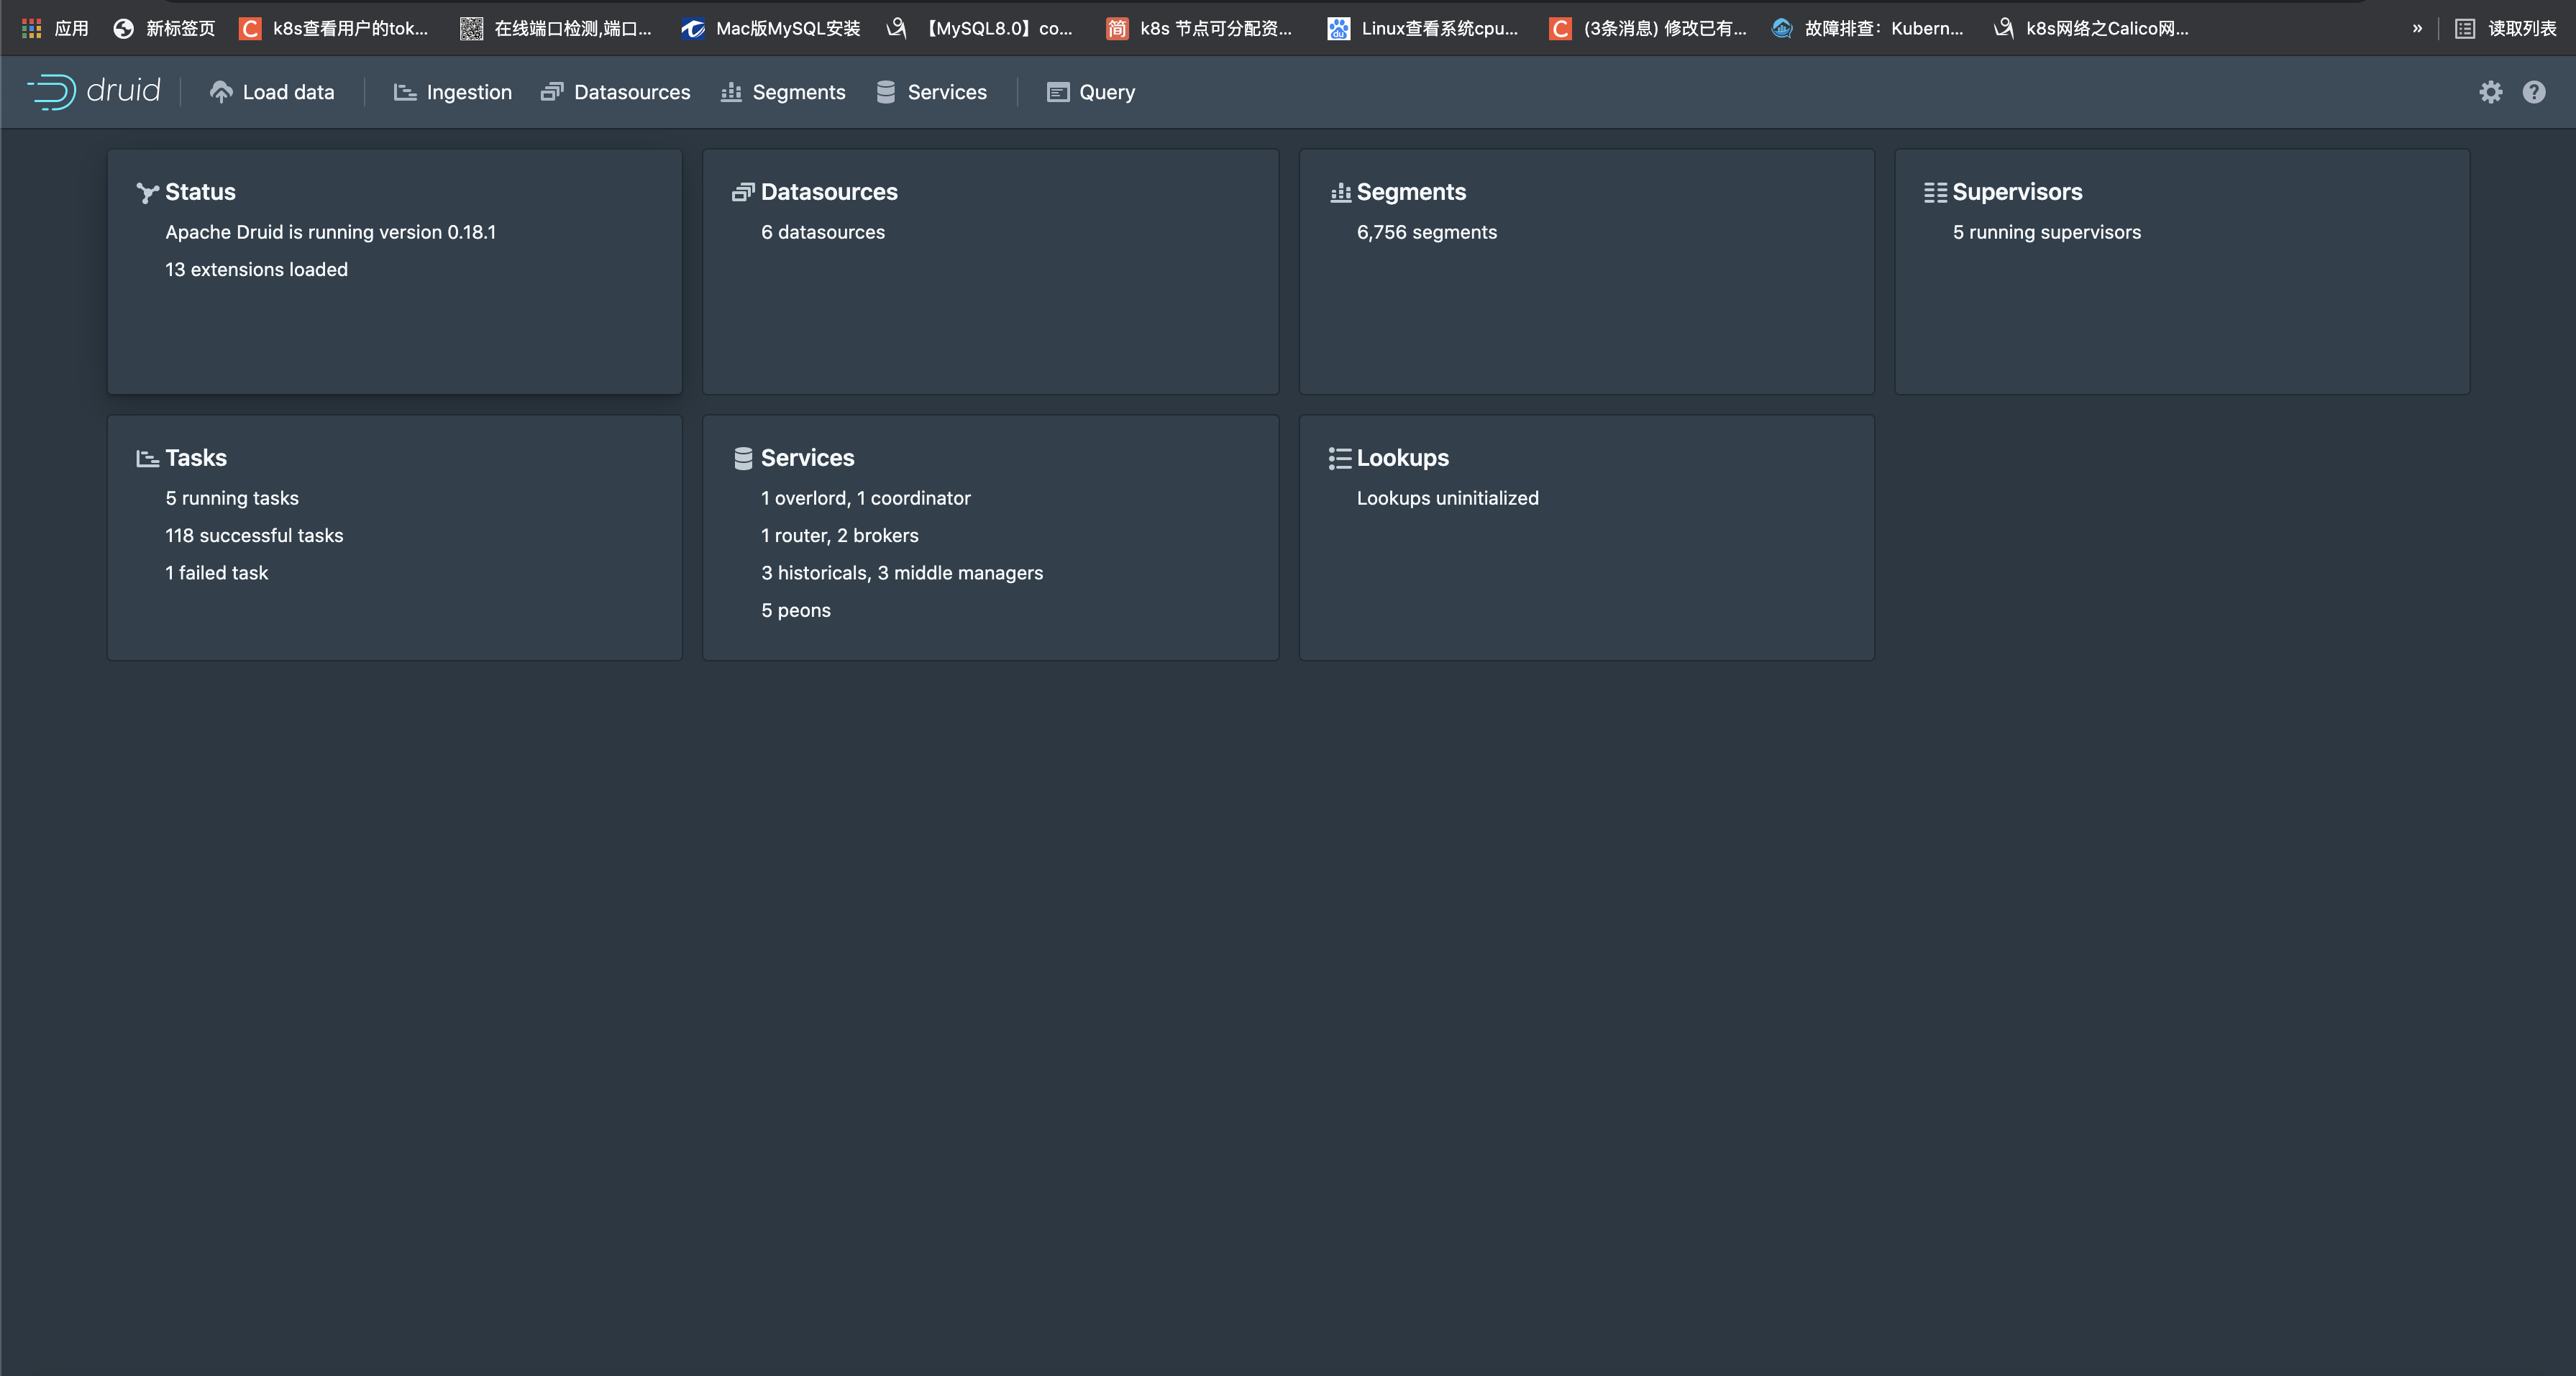 应用 新标签页 k8s查看用户的tok... 在线端口检测,端口... Mac版MySQL安装 【MySQL8.0】co... k8s 节点可分配资... Linux查看系统cpu... (3条消息) 修改已有... 故障排查：Kubern... k8s网络之Calico网... » 读取列表
druid Load data Ingestion Datasources Segments Services Query
Status
Apache Druid is running version 0.18.1
13 extensions loaded
Datasources
6 datasources
Segments
6,756 segments
Supervisors
5 running supervisors
Tasks
5 running tasks
118 successful tasks
1 failed task
Services
1 overlord, 1 coordinator
1 router, 2 brokers
3 historicals, 3 middle managers
5 peons
Lookups
Lookups uninitialized